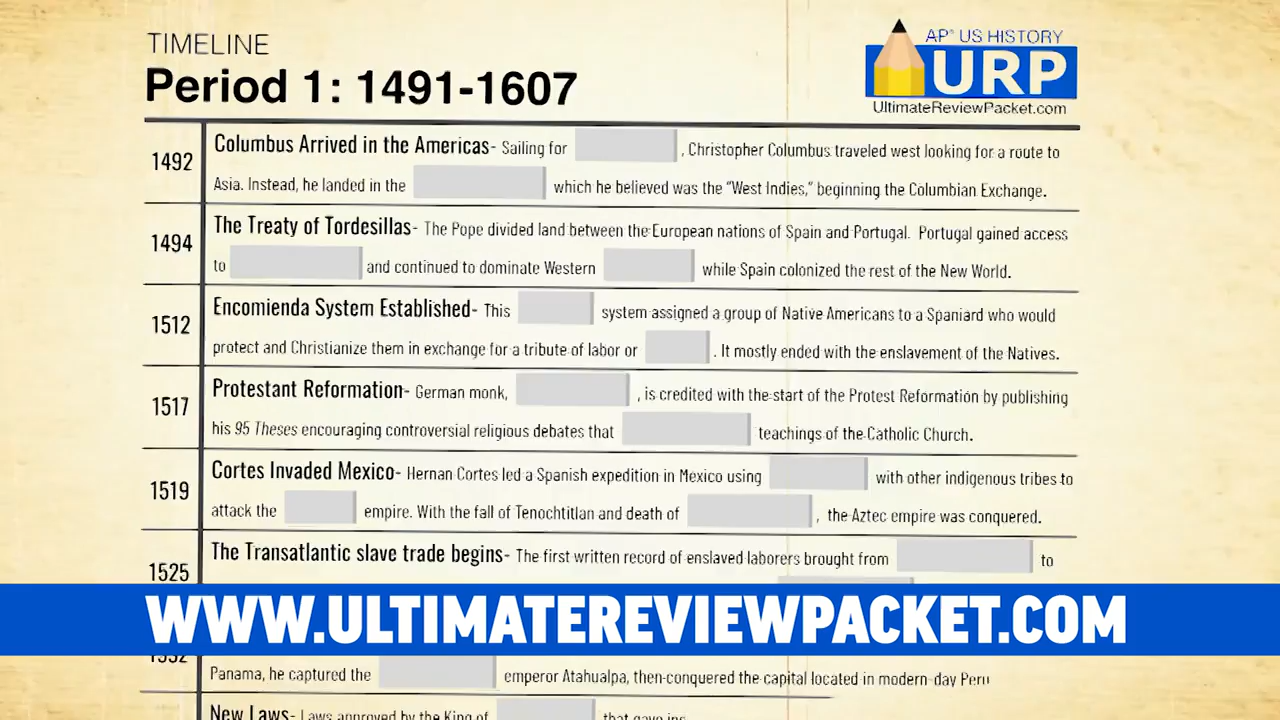 TIMELINE
Period 1: 1491-1607
AP® US HISTORY
URP
UltimateReviewPacket.com
1492
Columbus Arrived in the Americas- Sailing for , Christopher Columbus traveled west looking for a route to
Asia. Instead, he landed in the which he believed was the “West Indies,” beginning the Columbian Exchange.
1494
The Treaty of Tordesillas- The Pope divided land between the European nations of Spain and Portugal. Portugal gained access
to and continued to dominate Western while Spain colonized the rest of the New World.
1512
Encomienda System Established- This system assigned a group of Native Americans to a Spaniard who would
protect and Christianize them in exchange for a tribute of labor or . It mostly ended with the enslavement of the Natives.
1517
Protestant Reformation- German monk, , is credited with the start of the Protest Reformation by publishing
his 95 Theses encouraging controversial religious debates that teachings of the Catholic Church.
1519
Cortes Invaded Mexico- Hernan Cortes led a Spanish expedition in Mexico using with other indigenous tribes to
attack the empire. With the fall of Tenochtitlan and death of , the Aztec empire was conquered.
1525
The Transatlantic slave trade begins- The first written record of enslaved laborers brought from to
WWW.ULTIMATEREVIEWPACKET.COM
Panama, he captured the emperor Atahualpa, then conquered the capital located in modern-day Peru
New Laws- Laws approved by the King of that gave